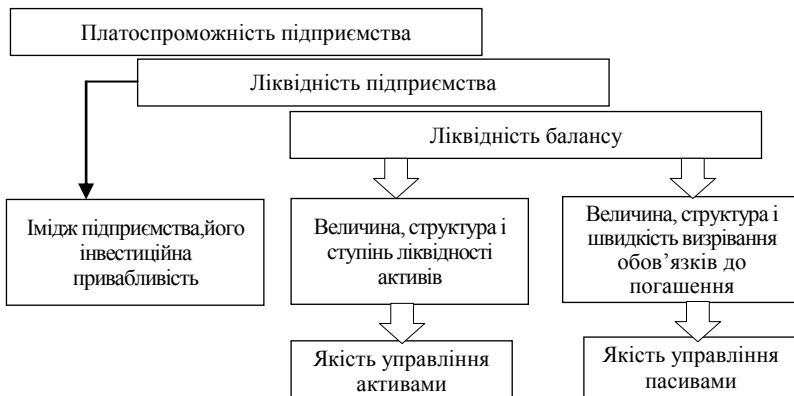 Платоспроможність підприємства
Ліквідність підприємства
Ліквідність балансу
Імідж підприємства,його
інвестиційна
привабливість
Величина, структура і
ступінь ліквідності
активів
Величина, структура і
швидкість визрівання
обов’язків до
погашення
Якість управління
активами
Якість управління
пасивами